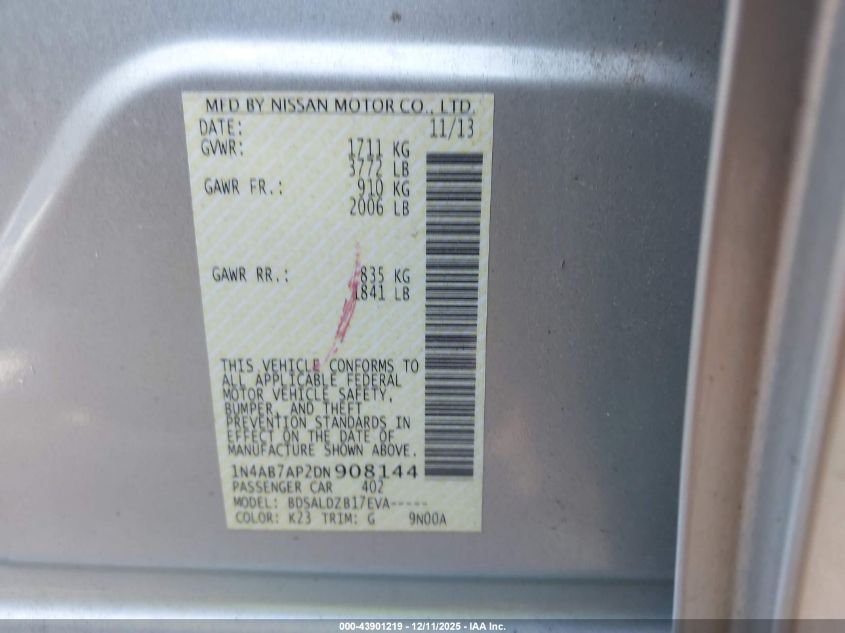 MFD BY NISSAN MOTOR CO., LTD.
DATE: 11/13
GVWR: 1711 KG
3772 LB
GAWR FR.: 910 KG
2006 LB
GAWR RR.: 835 KG
1841 LB
THIS VEHICLE CONFORMS TO
ALL APPLICABLE FEDERAL
MOTOR VEHICLE SAFETY,
BUMPER, AND THEFT
PREVENTION STANDARDS IN
EFFECT ON THE DATE OF
MANUFACTURE SHOWN ABOVE.
1N4AB7AP2DN908144
PASSENGER CAR 402
MODEL: BDSALDZB17EVA-----
COLOR: K23 TRIM: G 9N00A
000-43901219 - 12/11/2025 - IAA Inc.